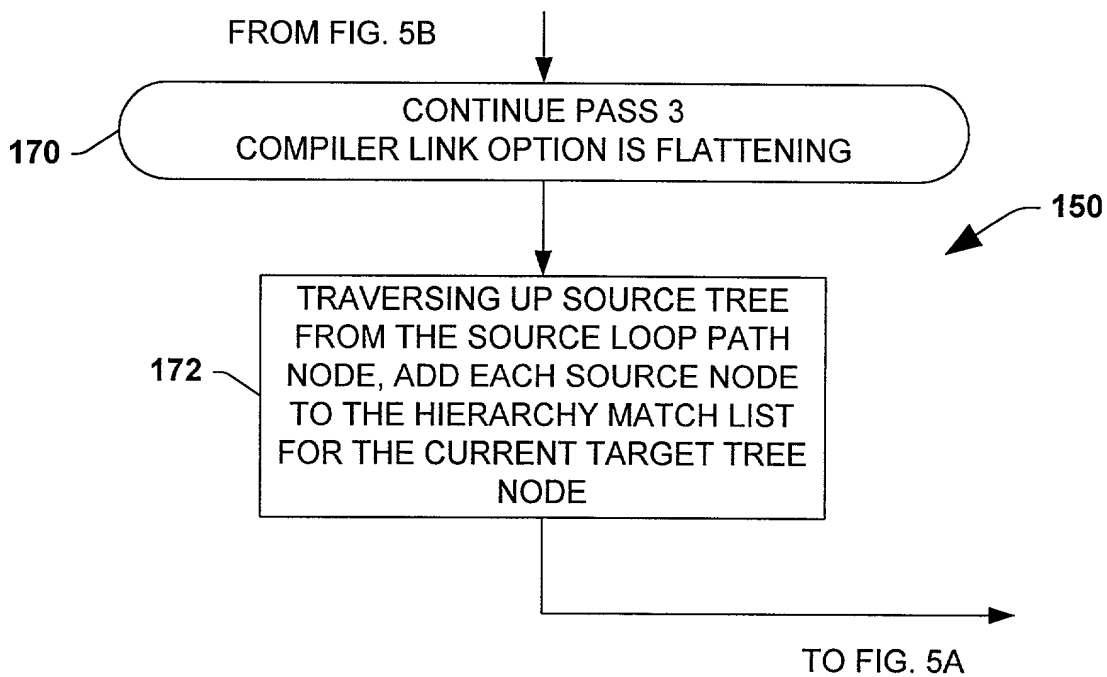 FROM FIG. 5B
CONTINUE PASS 3
COMPILER LINK OPTION IS FLATTENING
170
150
TRAVERSING UP SOURCE TREE
FROM THE SOURCE LOOP PATH
NODE, ADD EACH SOURCE NODE
TO THE HIERARCHY MATCH LIST
FOR THE CURRENT TARGET TREE
NODE
172
TO FIG. 5A